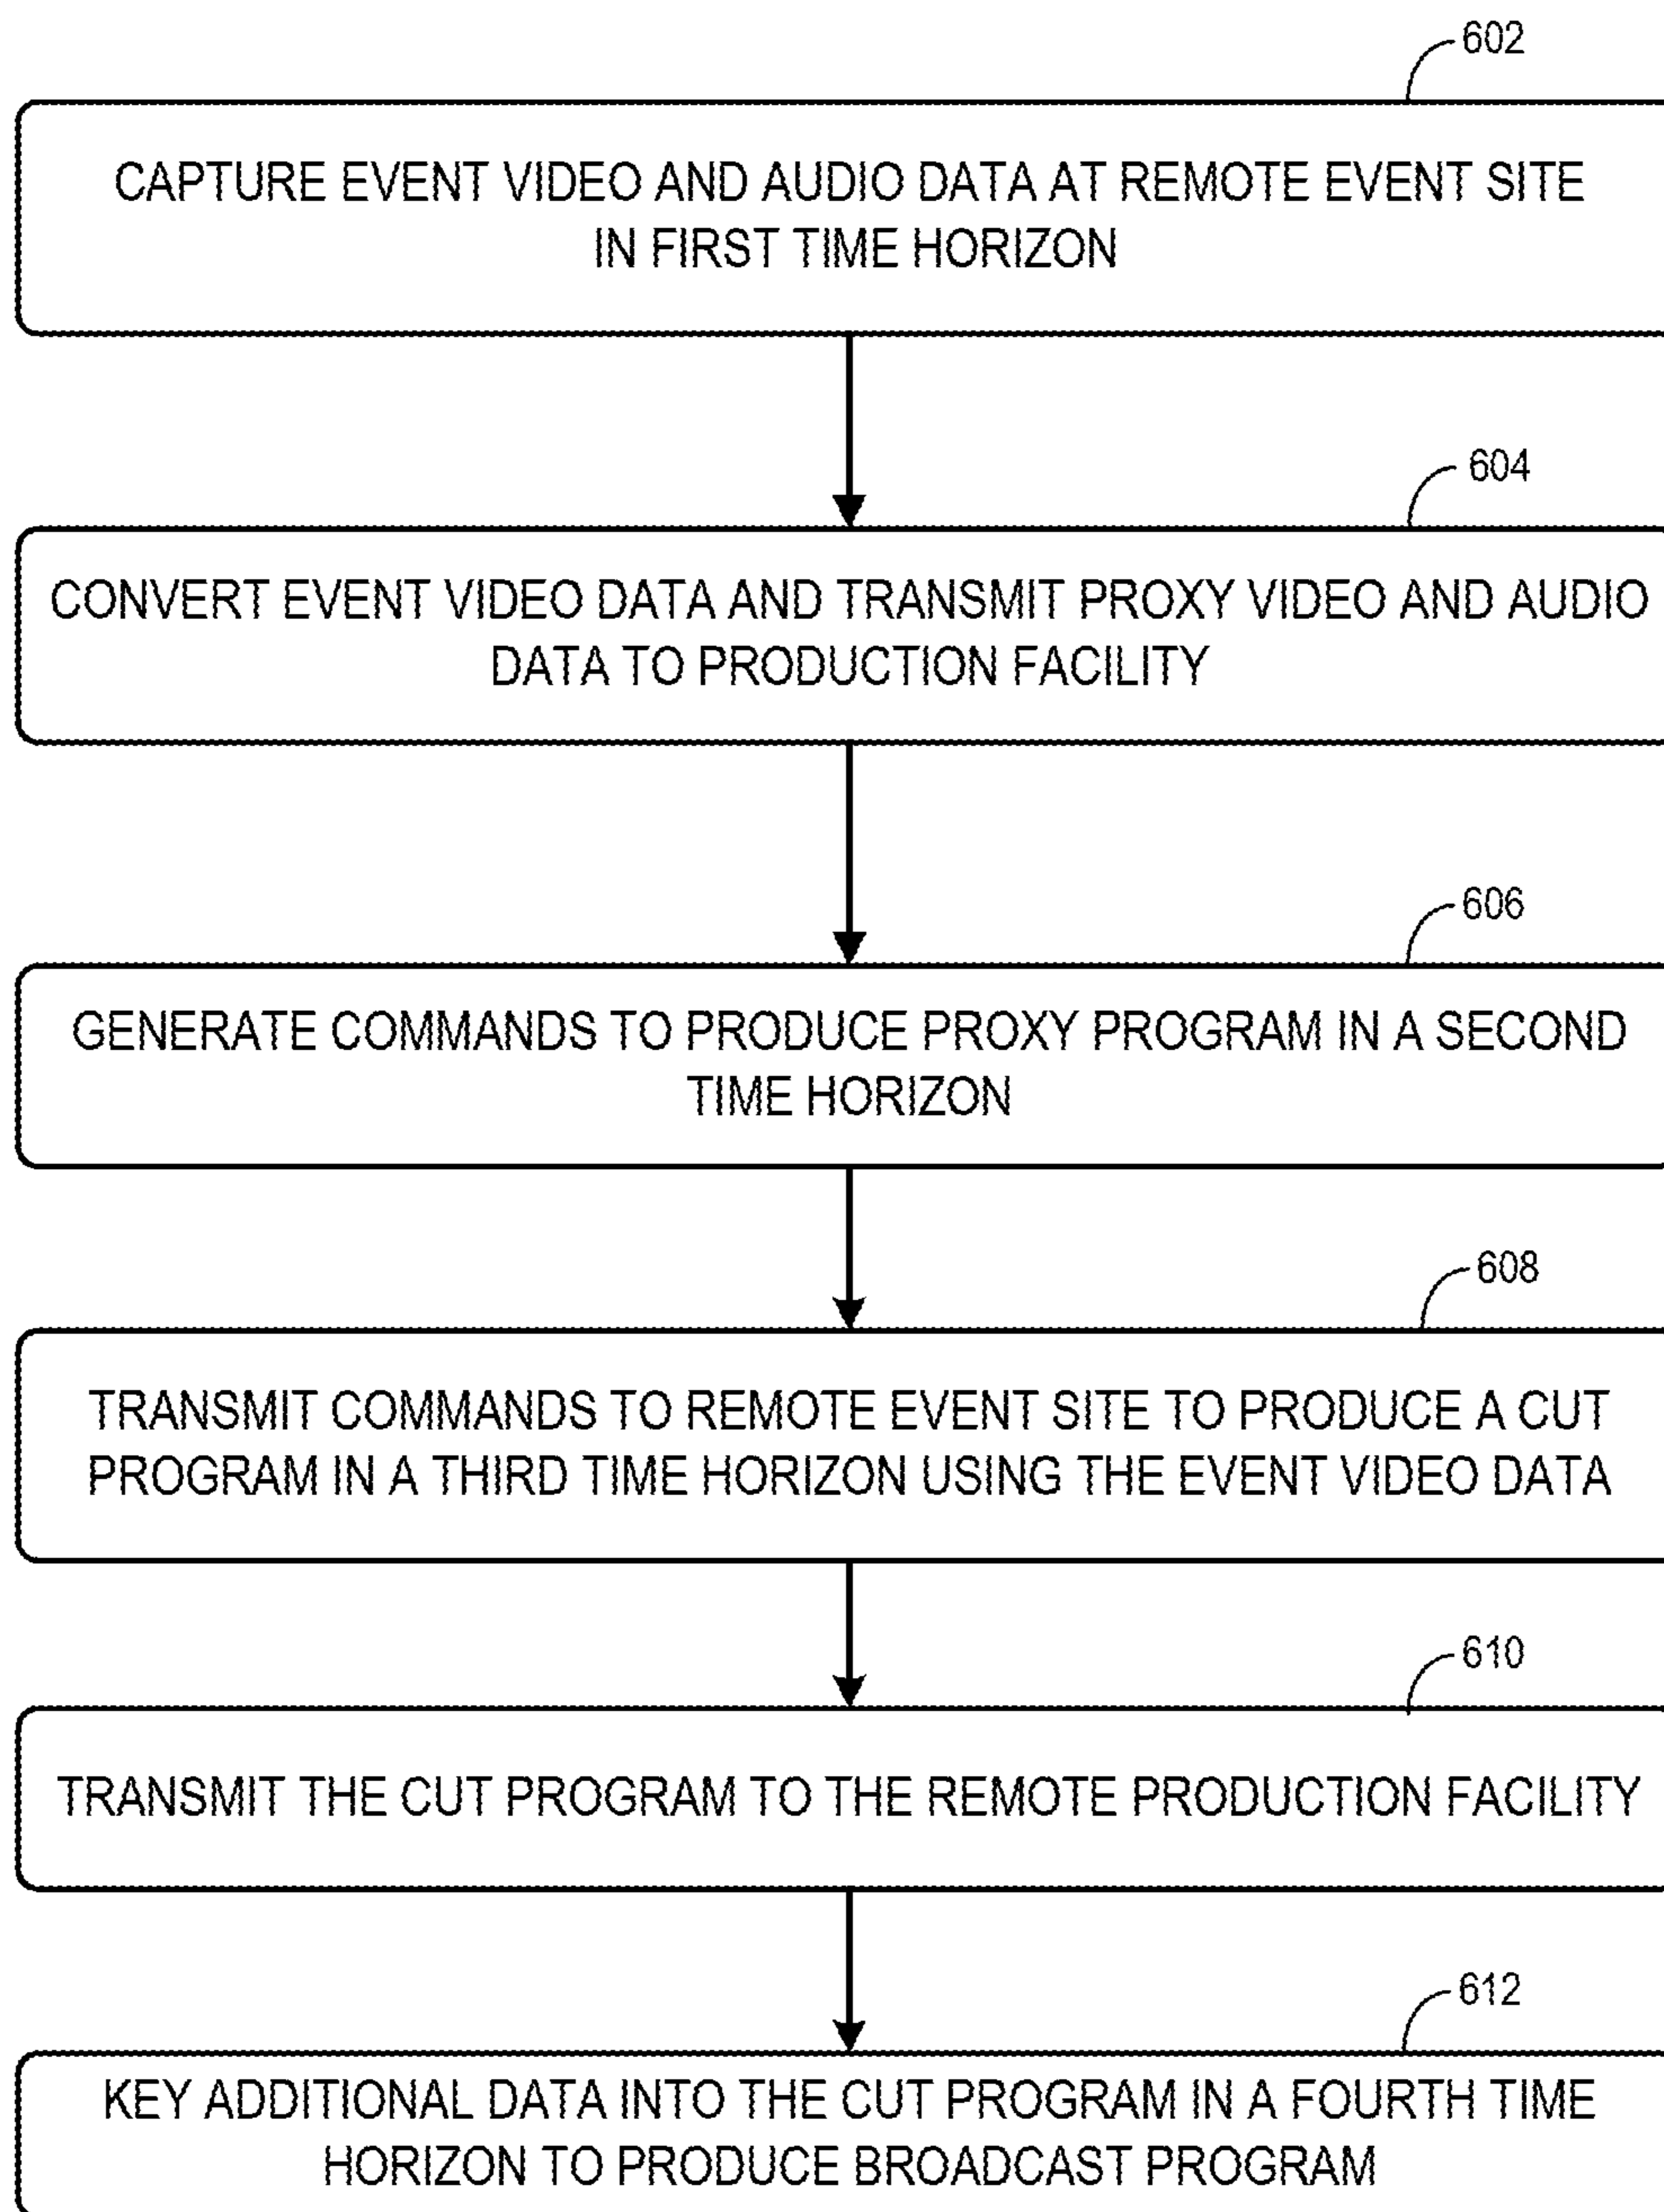 602
CAPTURE EVENT VIDEO AND AUDIO DATA AT REMOTE EVENT SITE
IN FIRST TIME HORIZON
604
CONVERT EVENT VIDEO DATA AND TRANSMIT PROXY VIDEO AND AUDIO
DATA TO PRODUCTION FACILITY
606
GENERATE COMMANDS TO PRODUCE PROXY PROGRAM IN A SECOND
TIME HORIZON
608
TRANSMIT COMMANDS TO REMOTE EVENT SITE TO PRODUCE A CUT
PROGRAM IN A THIRD TIME HORIZON USING THE EVENT VIDEO DATA
610
TRANSMIT THE CUT PROGRAM TO THE REMOTE PRODUCTION FACILITY
612
KEY ADDITIONAL DATA INTO THE CUT PROGRAM IN A FOURTH TIME
HORIZON TO PRODUCE BROADCAST PROGRAM